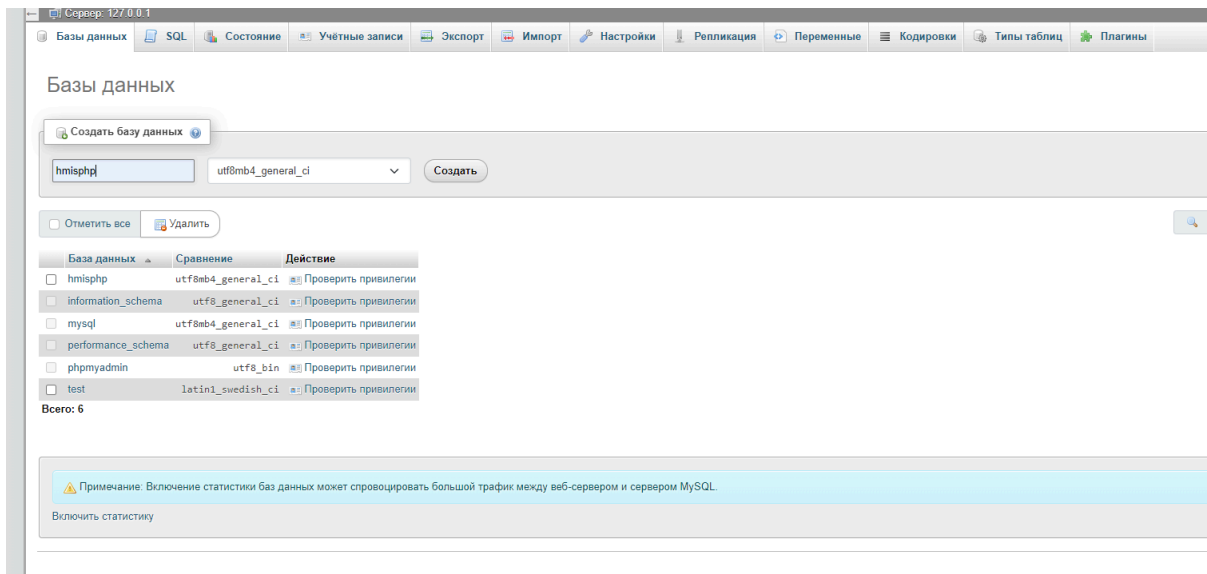 Сервер: 127.0.0.1
Базы данных SQL Состояние Учётные записи Экспорт Импорт Настройки Репликация Переменные Кодировки Типы таблиц Плагины
Базы данных
Создать базу данных
hmisphp utf8mb4_general_ci Создать
Отметить все Удалить
База данных Сравнение Действие
hmisphp utf8mb4_general_ci Проверить привилегии
information_schema utf8_general_ci Проверить привилегии
mysql utf8mb4_general_ci Проверить привилегии
performance_schema utf8_general_ci Проверить привилегии
phpmyadmin utf8_bin Проверить привилегии
test latin1_swedish_ci Проверить привилегии
Всего: 6
Примечание: Включение статистики баз данных может спровоцировать большой трафик между веб-сервером и сервером MySQL.
Включить статистику